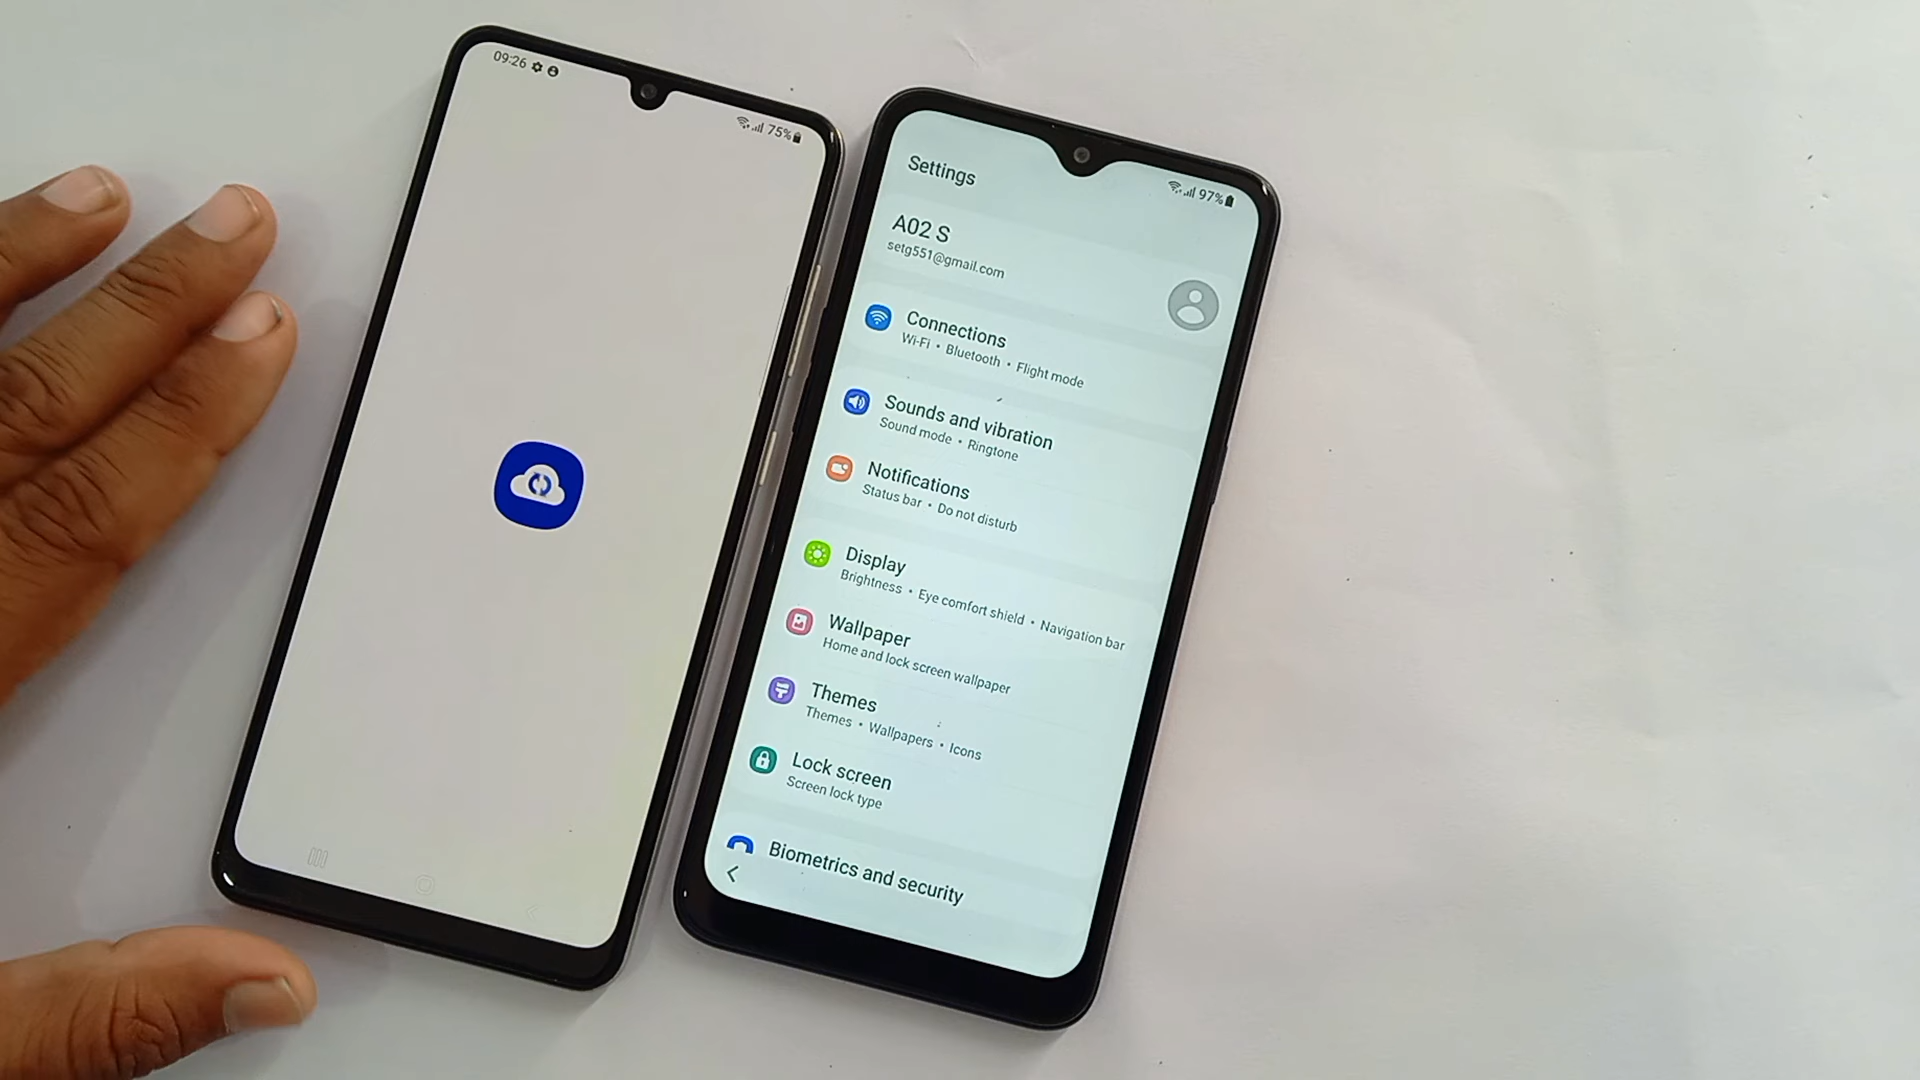 09:26
75%
Settings
97%
A02 S
setg551@gmail.com
Connections
Wi-Fi • Bluetooth • Flight mode
Sounds and vibration
Sound mode • Ringtone
Notifications
Status bar • Do not disturb
Display
Brightness • Eye comfort shield • Navigation bar
Wallpaper
Home and lock screen wallpaper
Themes
Themes • Wallpapers • Icons
Lock screen
Screen lock type
Biometrics and security